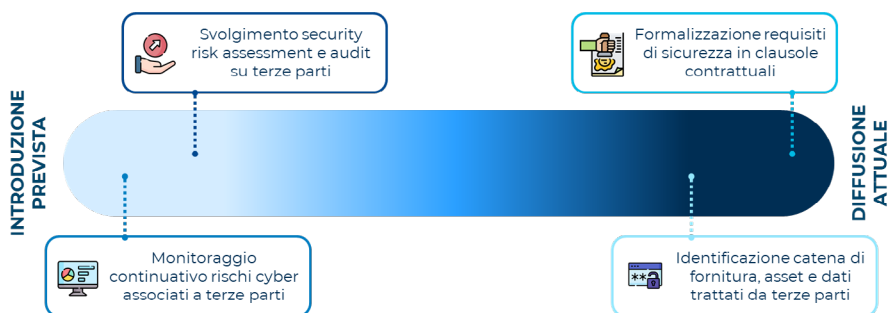 Svolgimento security
risk assessment e audit
su terze parti
Formalizzazione requisiti
di sicurezza in clausole
contrattuali
INTRODUZIONE
PREVISTA
DIFFUSIONE
ATTUALE
Monitoraggio
continuativo rischi cyber
associati a terze parti
Identificazione catena di
fornitura, asset e dati
trattati da terze parti